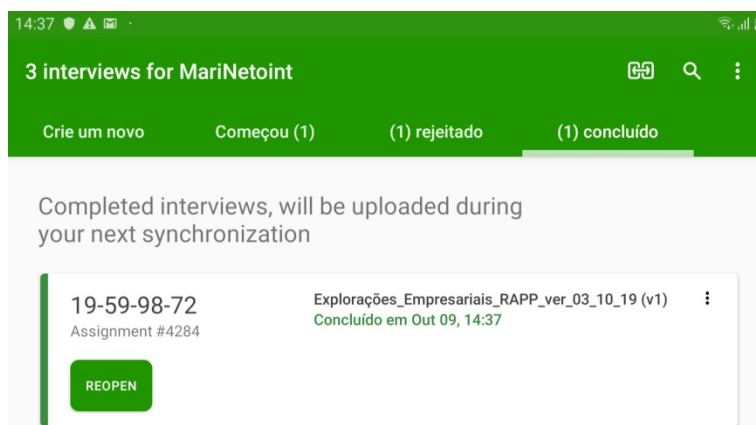 14:37
3 interviews for MariNetoint
Crie um novo
Começou (1)
(1) rejeitado
(1) concluído
Completed interviews, will be uploaded during
your next synchronization
19-59-98-72
Assignment #4284
Explorações_Empresariais_RAPP_ver_03_10_19 (v1)
Concluído em Out 09, 14:37
REOPEN